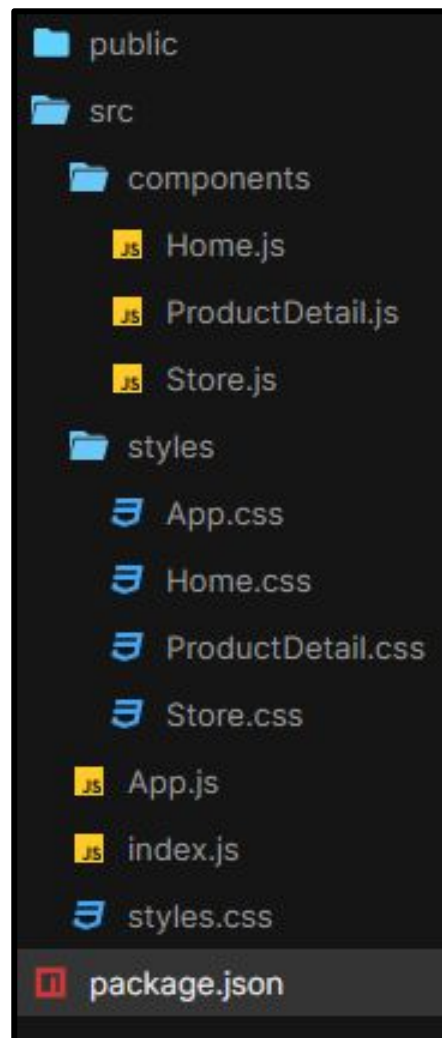 public
src
components
JS Home.js
JS ProductDetail.js
JS Store.js
styles
App.css
Home.css
ProductDetail.css
Store.css
JS App.js
JS index.js
styles.css
package.json